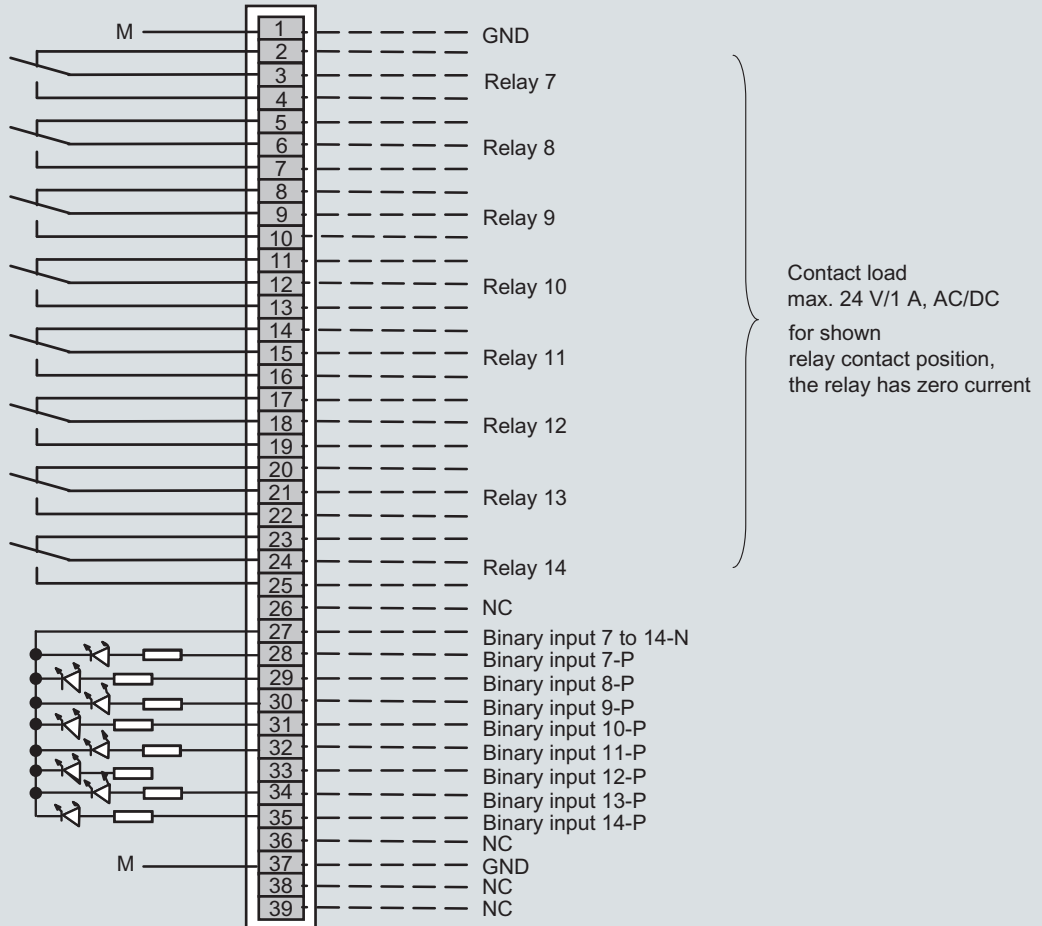 M 1 GND
2
3 Relay 7
4
5
6 Relay 8
7
8
9 Relay 9
10
11
12 Relay 10
13
14
15 Relay 11
16
17
18 Relay 12
19
20
21 Relay 13
22
23
24 Relay 14
25
26 NC
27 Binary input 7 to 14-N
28 Binary input 7-P
29 Binary input 8-P
30 Binary input 9-P
31 Binary input 10-P
32 Binary input 11-P
33 Binary input 12-P
34 Binary input 13-P
35 Binary input 14-P
36 NC
M 37 GND
38 NC
39 NC
Contact load
max. 24 V/1 A, AC/DC
for shown
relay contact position,
the relay has zero current